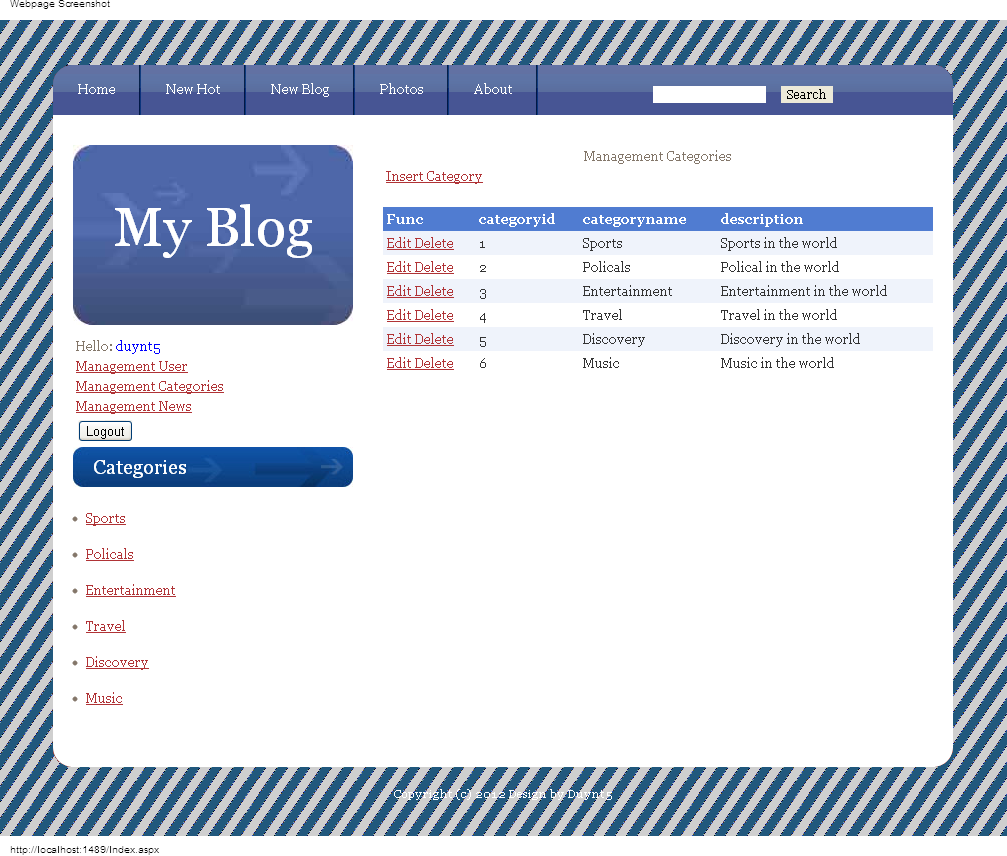 Webpage Screenshot
Home New Hot New Blog Photos About Search
My Blog
Hello: duynt5
Management User
Management Categories
Management News
Logout
Categories
Sports
Policals
Entertainment
Travel
Discovery
Music
Management Categories
Insert Category
Func categoryid categoryname description
Edit Delete 1 Sports Sports in the world
Edit Delete 2 Policals Polical in the world
Edit Delete 3 Entertainment Entertainment in the world
Edit Delete 4 Travel Travel in the world
Edit Delete 5 Discovery Discovery in the world
Edit Delete 6 Music Music in the world
Copyright (c) 2012 Design by Duynt5
http://localhost:1489/Index.aspx